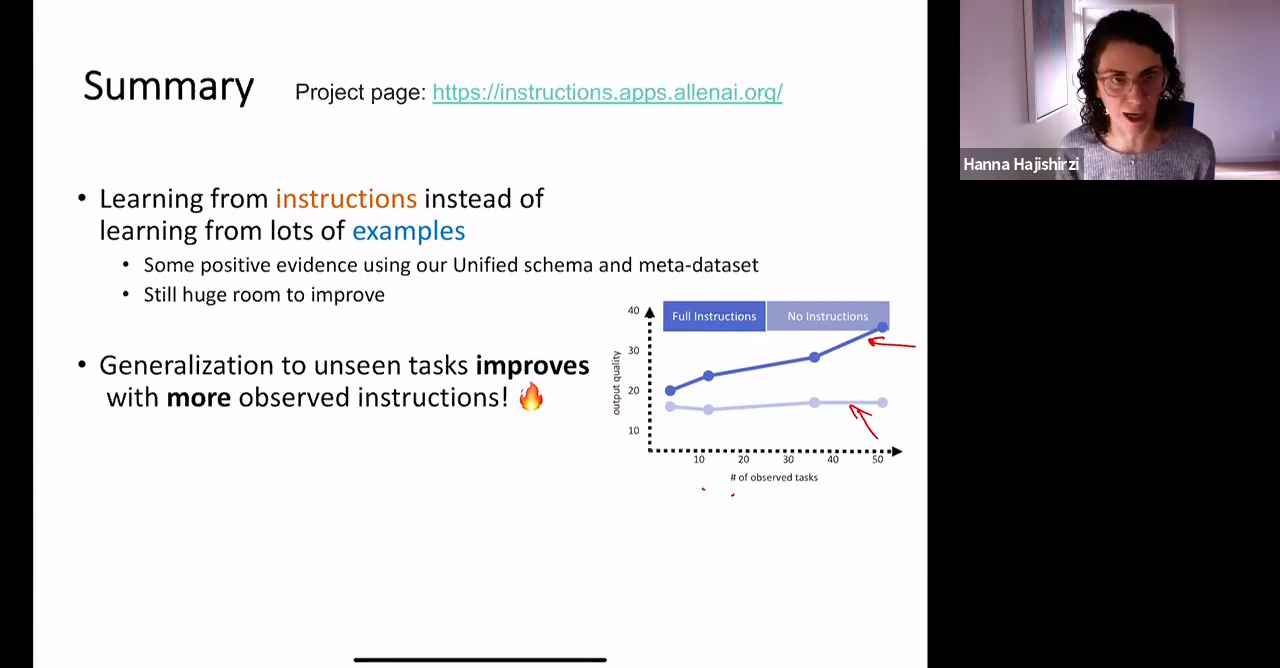 Summary Project page: https://instructions.apps.allenai.org/
Hanna Hajishirzi
• Learning from instructions instead of
learning from lots of examples
• Some positive evidence using our Unified schema and meta-dataset
• Still huge room to improve
• Generalization to unseen tasks improves
with more observed instructions! 🔥
Full Instructions No Instructions
output quality
40
30
20
10
10 20 30 40 50
# of observed tasks